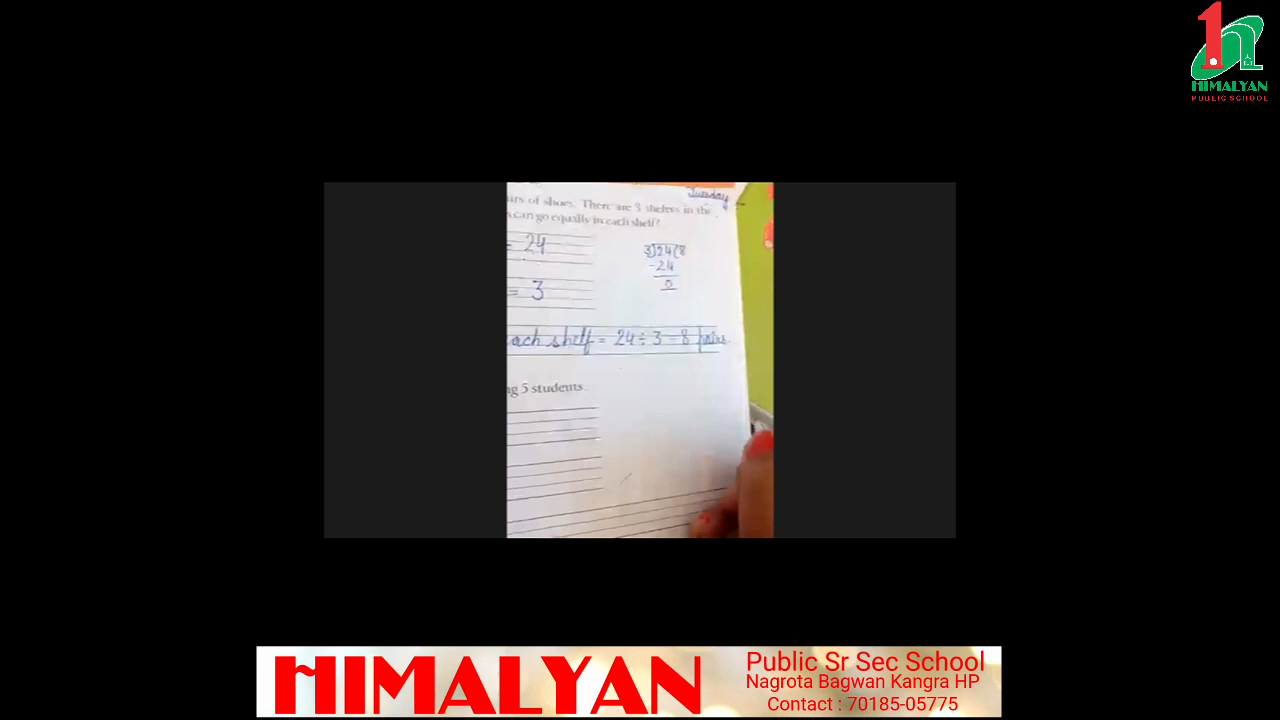 HIMALYAN
PUBLIC SCHOOL
Tuesday
airs of shoes. There are 3 shelves in the
s can go equally in each shelf?
= 24
3)24(8
-24
0
= 3
ach shelf = 24 ÷ 3 = 8 pairs.
ng 5 students.
HIMALYAN
Public Sr Sec School
Nagrota Bagwan Kangra HP
Contact : 70185-05775